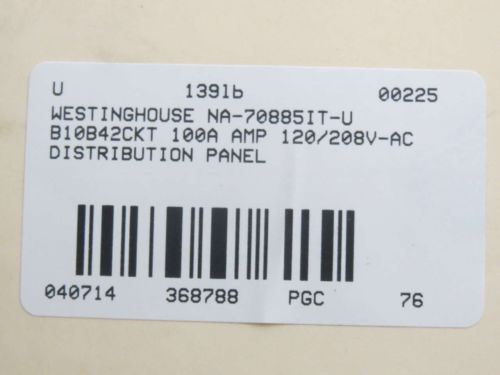 U 1391b 00225
WESTINGHOUSE NA-70885IT-U
B10B42CKT 100A AMP 120/208V-AC
DISTRIBUTION PANEL
040714 368788 PGC 76